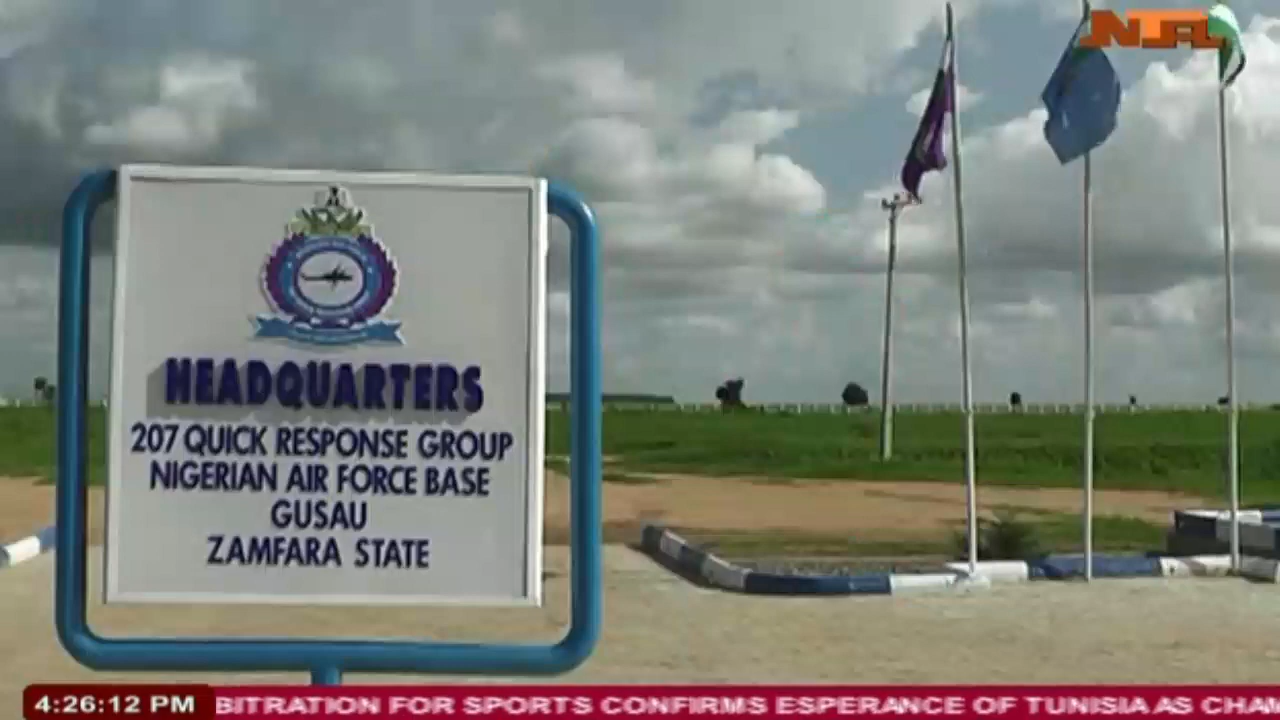 NTA
HEADQUARTERS
207 QUICK RESPONSE GROUP
NIGERIAN AIR FORCE BASE
GUSAU
ZAMFARA STATE
4:26:12 PM
BITRATION FOR SPORTS CONFIRMS ESPERANCE OF TUNISIA AS CHAM